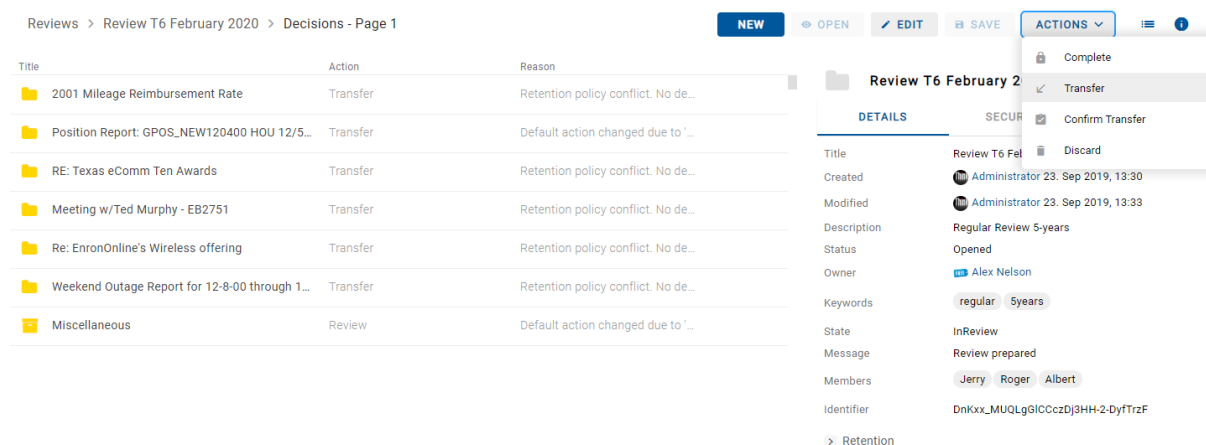 Reviews > Review T6 February 2020 > Decisions - Page 1
NEW OPEN EDIT SAVE ACTIONS
Title Action Reason
2001 Mileage Reimbursement Rate Transfer Retention policy conflict. No de...
Position Report: GPOS_NEW120400 HOU 12/5... Transfer Default action changed due to '...
RE: Texas eComm Ten Awards Transfer Retention policy conflict. No de...
Meeting w/Ted Murphy - EB2751 Transfer Retention policy conflict. No de...
Re: EnronOnline's Wireless offering Transfer Retention policy conflict. No de...
Weekend Outage Report for 12-8-00 through 1... Transfer Retention policy conflict. No de...
Miscellaneous Review Default action changed due to '...
Complete
Transfer
Confirm Transfer
Discard
Review T6 February 2
DETAILS SECUR
Title Review T6 Fel
Created Administrator 23. Sep 2019, 13:30
Modified Administrator 23. Sep 2019, 13:33
Description Regular Review 5-years
Status Opened
Owner Alex Nelson
Keywords regular 5years
State InReview
Message Review prepared
Members Jerry Roger Albert
Identifier DnKxx_MUQLgGlCCczDj3HH-2-DyfTrzF
> Retention